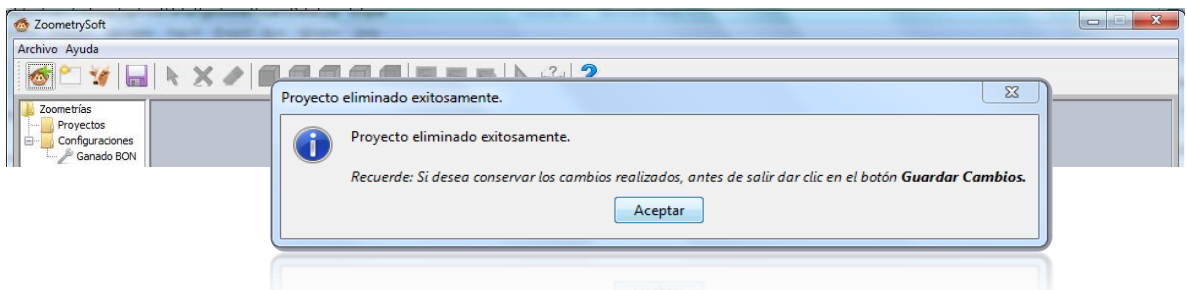 ZoometrySoft
Archivo Ayuda
Zoometrías
Proyectos
Configuraciones
Ganado BON
Proyecto eliminado exitosamente.
Proyecto eliminado exitosamente.
Recuerde: Si desea conservar los cambios realizados, antes de salir dar clic en el botón Guardar Cambios.
Aceptar